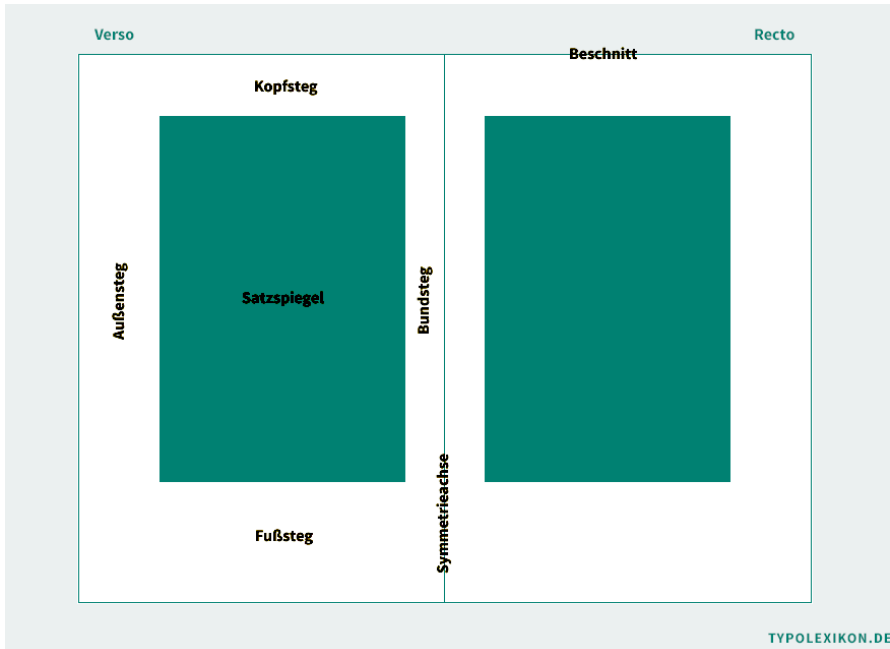 Verso
Recto
Beschnitt
Kopfsteg
Außensteg
Satzspiegel
Bundsteg
Symmetrieachse
Fußsteg
TYPOLEXIKON.DE